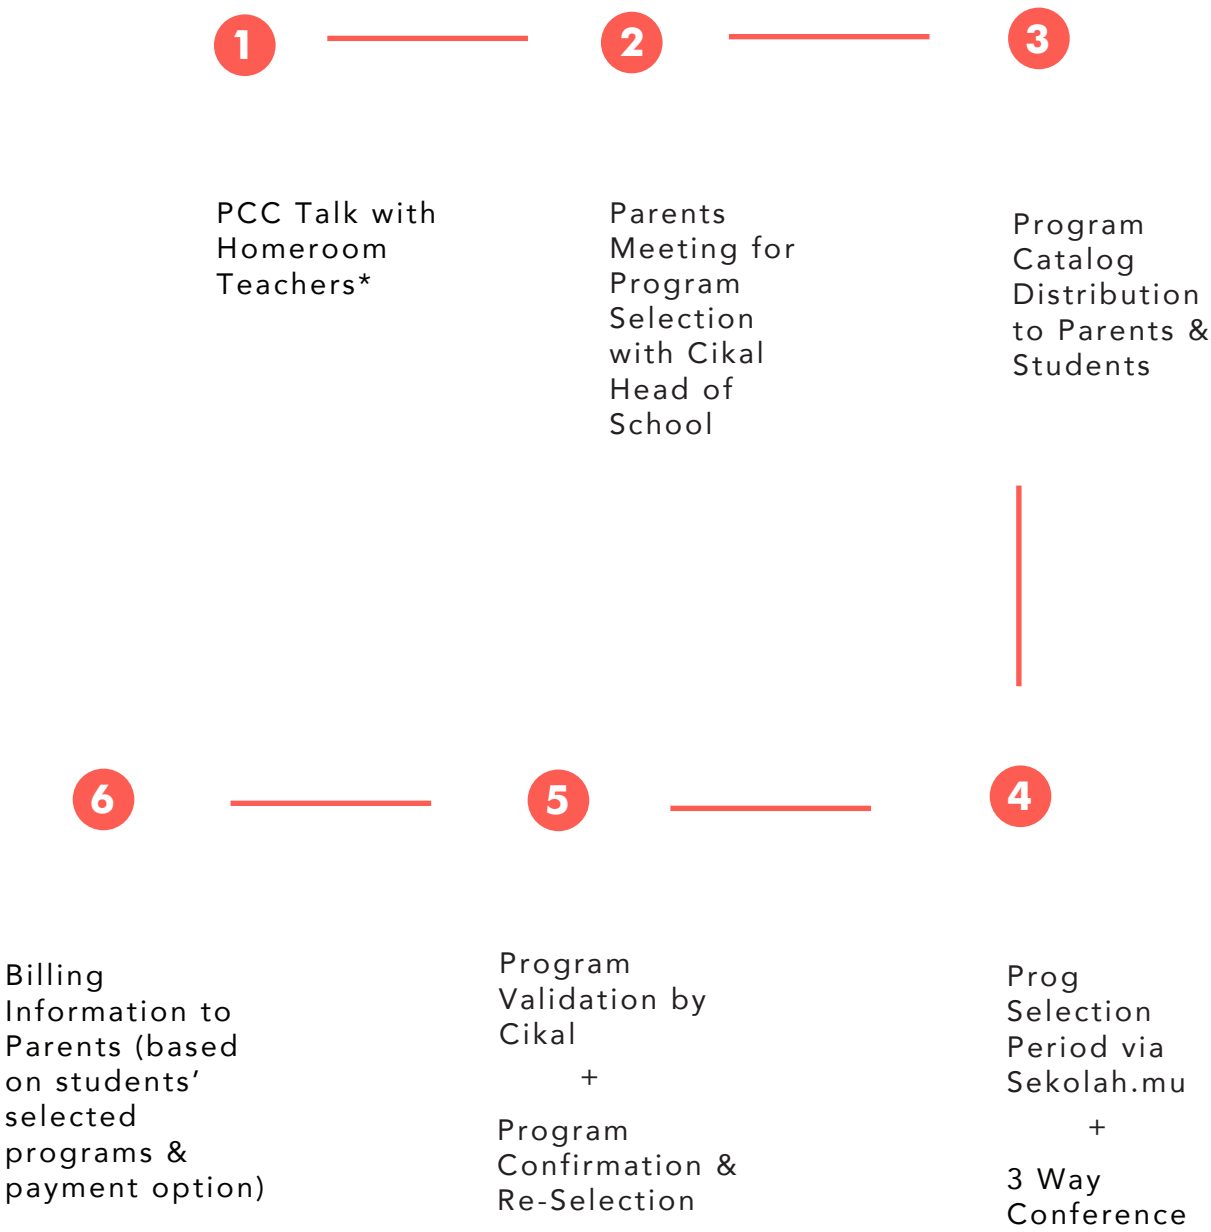 1
PCC Talk with
Homeroom
Teachers*
2
Parents
Meeting for
Program
Selection
with Cikal
Head of
School
3
Program
Catalog
Distribution
to Parents &
Students
4
Prog
Selection
Period via
Sekolah.mu
+
3 Way
Conference
5
Program
Validation by
Cikal
+
Program
Confirmation &
Re-Selection
6
Billing
Information to
Parents (based
on students’
selected
programs &
payment option)